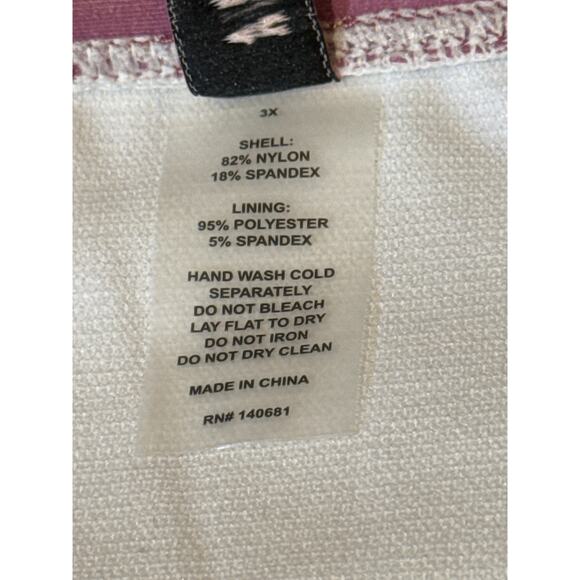 3X
SHELL:
82% NYLON
18% SPANDEX
LINING:
95% POLYESTER
5% SPANDEX
HAND WASH COLD
SEPARATELY
DO NOT BLEACH
LAY FLAT TO DRY
DO NOT IRON
DO NOT DRY CLEAN
MADE IN CHINA
RN# 140681